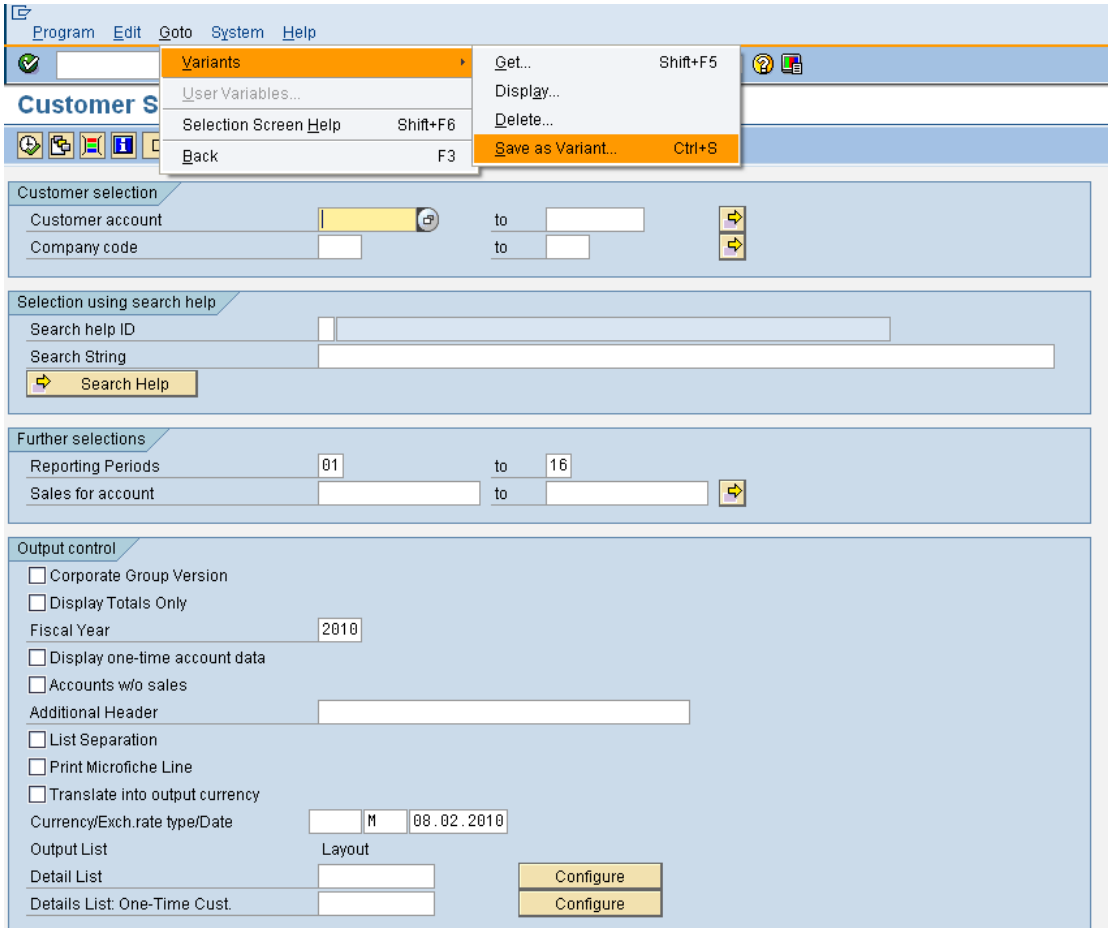 Program Edit Goto System Help
Variants
User Variables...
Selection Screen Help Shift+F6
Back F3
Get... Shift+F5
Display...
Delete...
Save as Variant... Ctrl+S
Customer S
Customer selection
Customer account to
Company code to
Selection using search help
Search help ID
Search String
Search Help
Further selections
Reporting Periods 01 to 16
Sales for account to
Output control
Corporate Group Version
Display Totals Only
Fiscal Year 2010
Display one-time account data
Accounts w/o sales
Additional Header
List Separation
Print Microfiche Line
Translate into output currency
Currency/Exch.rate type/Date M 08.02.2010
Output List Layout
Detail List Configure
Details List: One-Time Cust. Configure